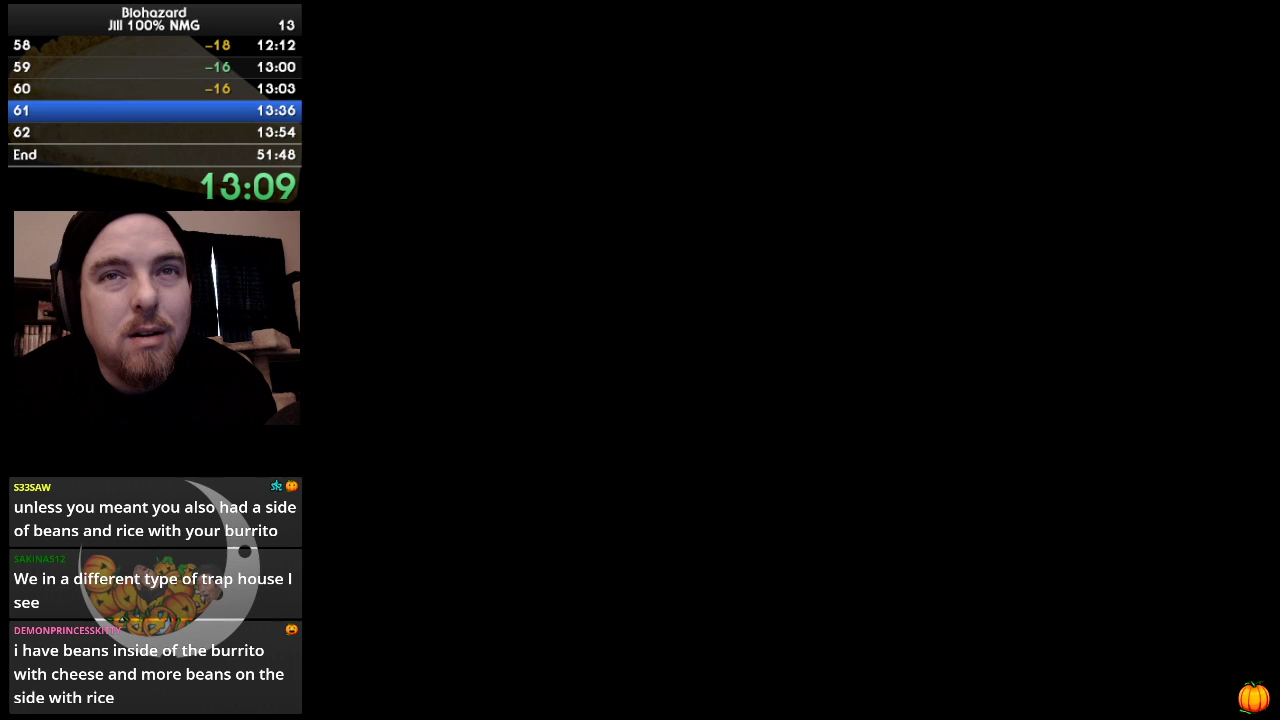 Biohazard
Jill 100% NMG 13
58 -18 12:12
59 -16 13:00
60 -16 13:03
61 13:36
62 13:54
End 51:48
13:09
S33SAW
unless you meant you also had a side
of beans and rice with your burrito
SAKINAS12
We in a different type of trap house I
see
DEMONPRINCESSKITTY
i have beans inside of the burrito
with cheese and more beans on the
side with rice